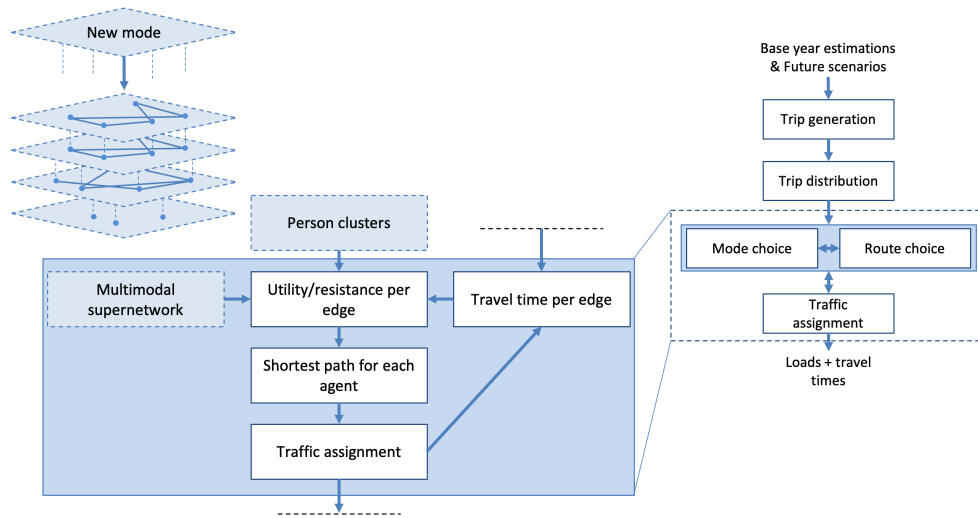 New mode
Person clusters
Multimodal
supernetwork
Utility/resistance per
edge
Travel time per edge
Shortest path for each
agent
Traffic assignment
Base year estimations
& Future scenarios
Trip generation
Trip distribution
Mode choice
Route choice
Traffic
assignment
Loads + travel
times